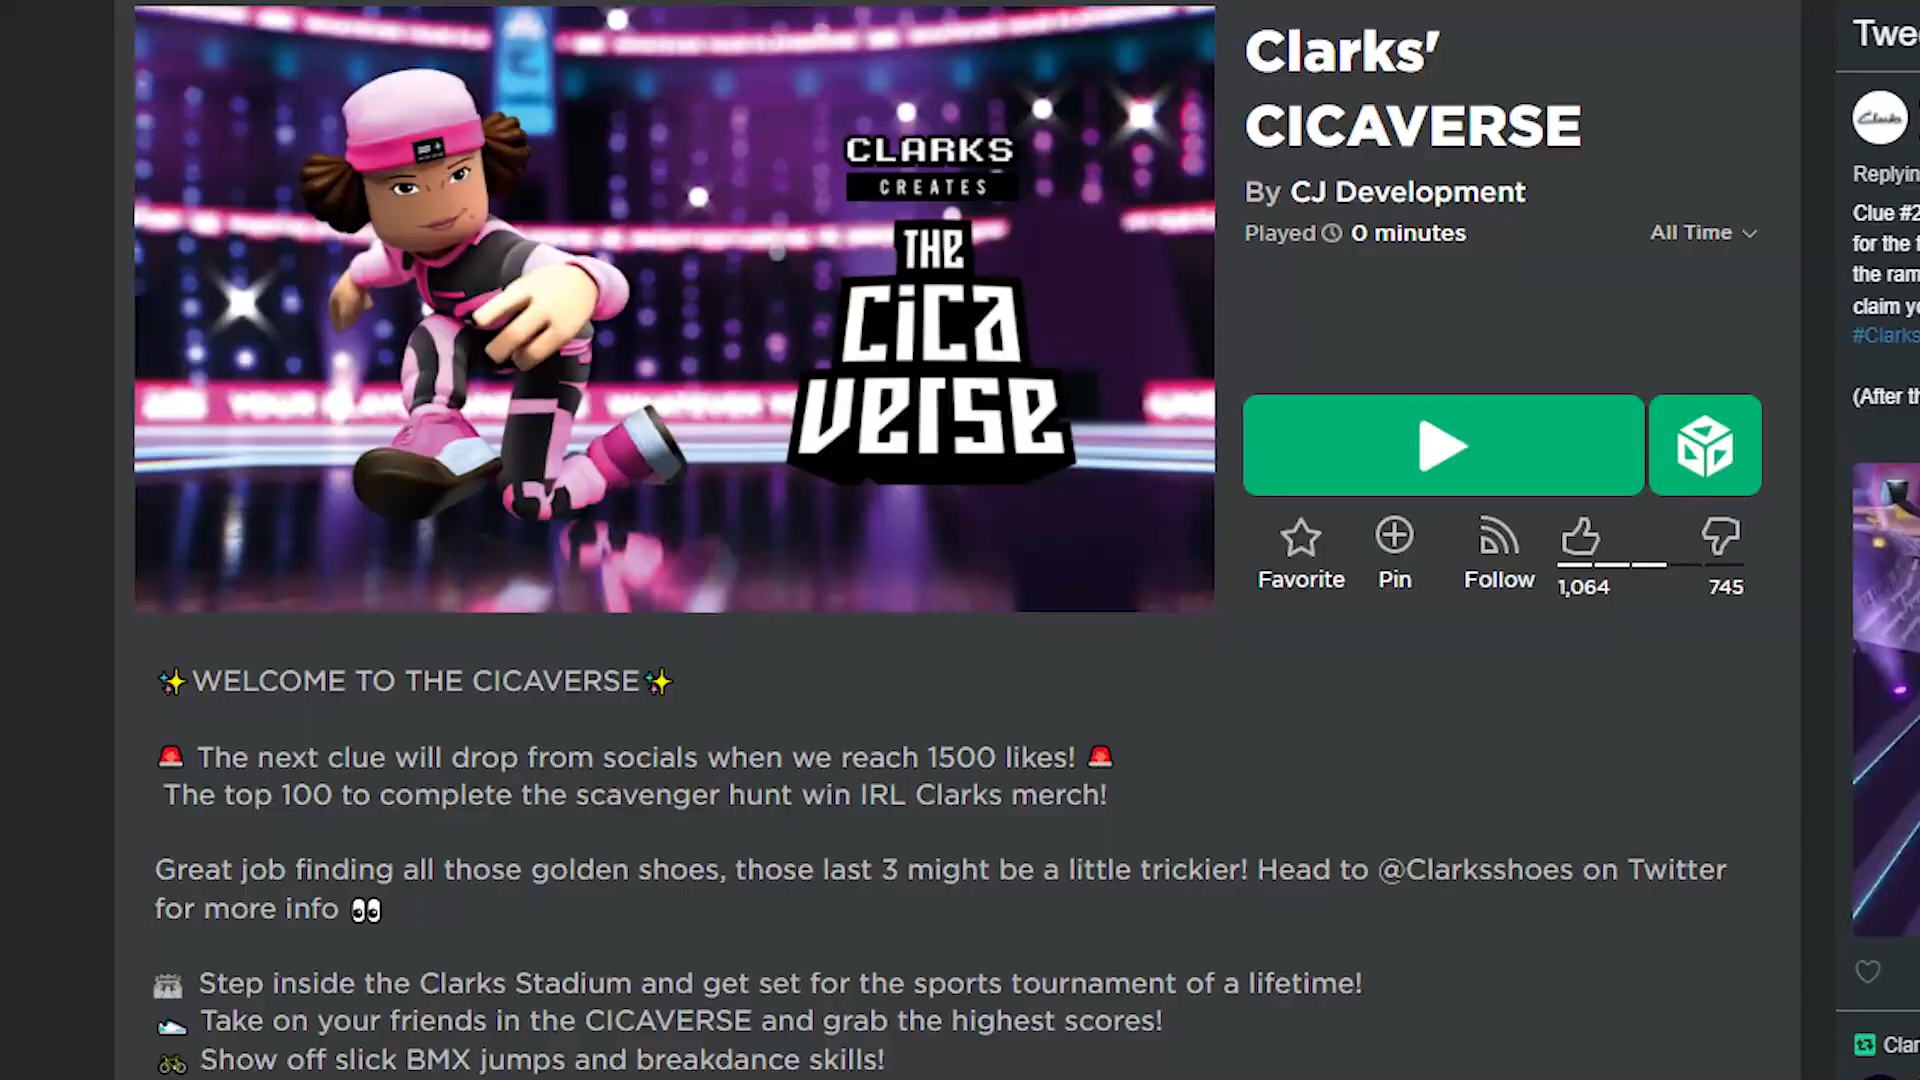 CLARKS
CREATES
THE
CICA
VERSE
Clarks'
CICAVERSE
By CJ Development
Played 0 minutes
All Time
Favorite
Pin
Follow
1,064
745
✨WELCOME TO THE CICAVERSE✨
🚨 The next clue will drop from socials when we reach 1500 likes! 🚨
The top 100 to complete the scavenger hunt win IRL Clarks merch!
Great job finding all those golden shoes, those last 3 might be a little trickier! Head to @Clarksshoes on Twitter
for more info 👀
🏟 Step inside the Clarks Stadium and get set for the sports tournament of a lifetime!
👟 Take on your friends in the CICAVERSE and grab the highest scores!
🚲 Show off slick BMX jumps and breakdance skills!
Twee
Clarks
Replyin
Clue #2
for the f
the ram
claim yo
#Clarks
(After th
Clar